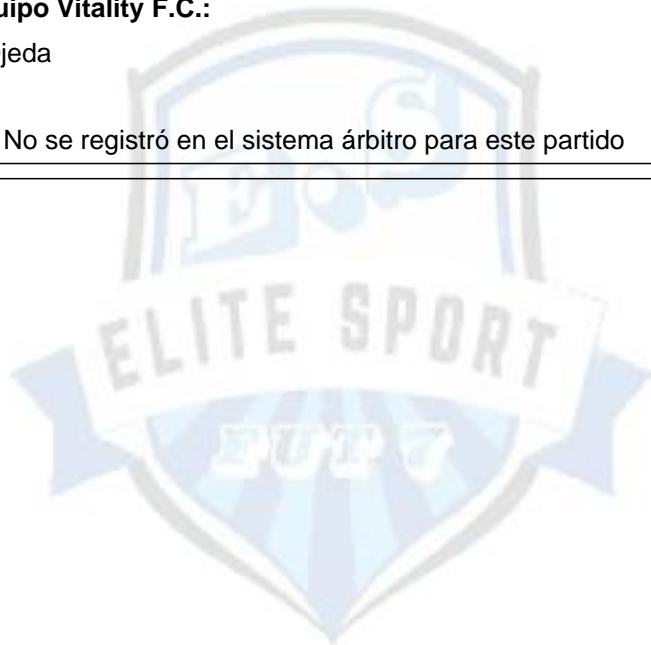 uipo Vitality F.C.:
jeda
No se registró en el sistema árbitro para este partido
E.S
ELITE SPORT
FUT 7